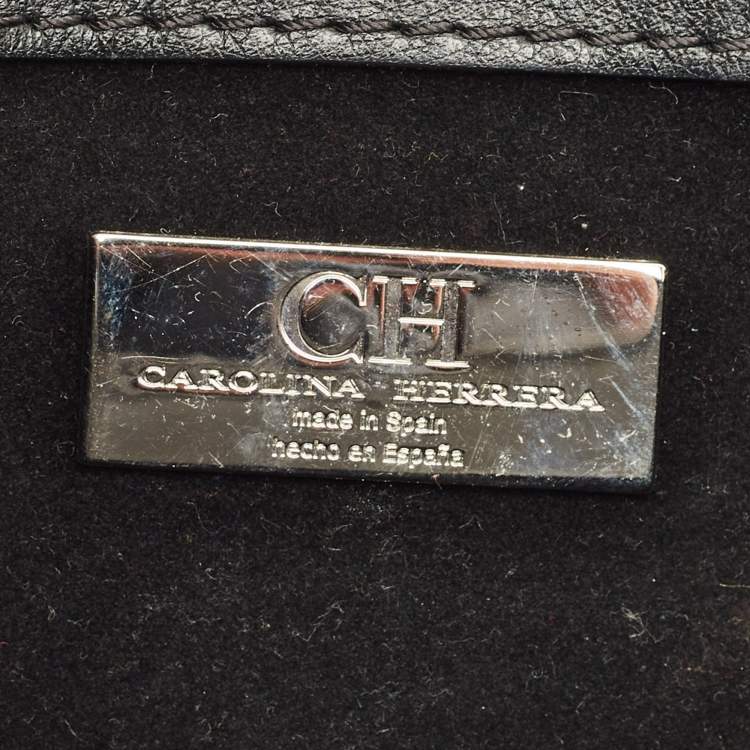 CH
CAROLINA HERRERA
made in Spain
hecho en España